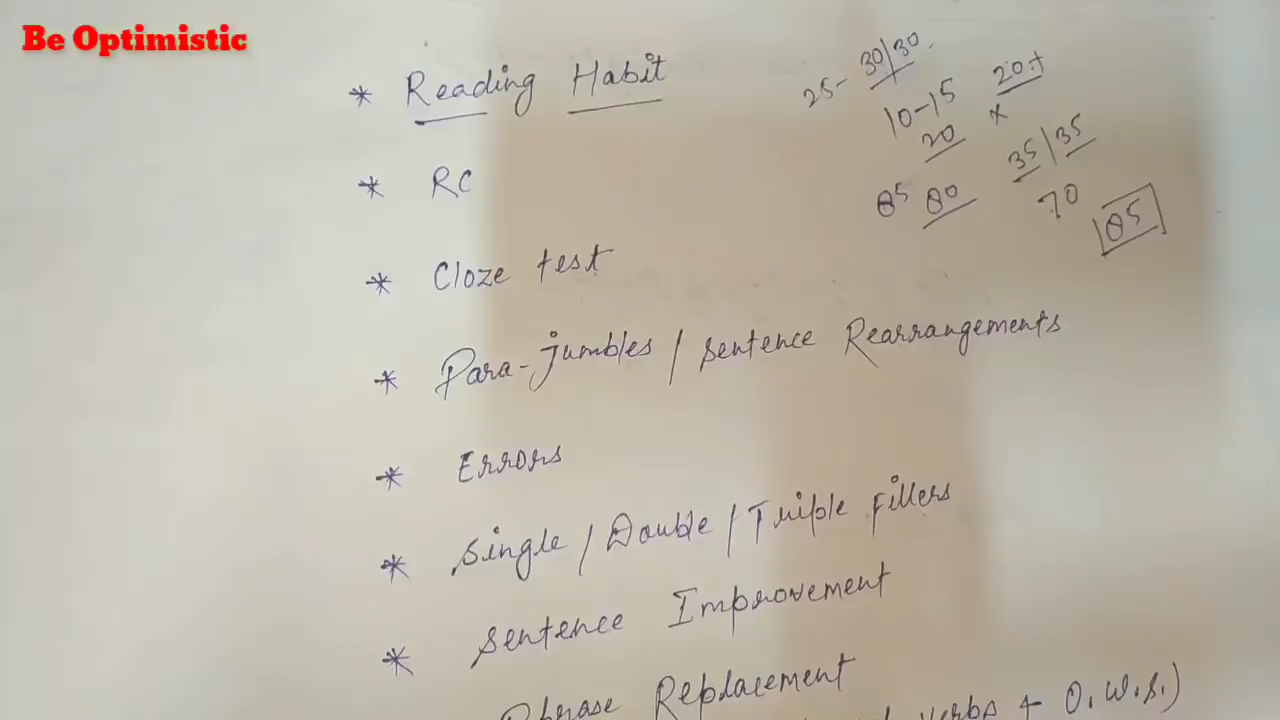 Be Optimistic
* Reading Habit
25- 30/30
10-15 20+
20 x
35/35
85 80 70
85
* RC
* Cloze test
* Para-jumbles / sentence Rearrangements
* Errors
* Single / Double / Triple Fillers
* Sentence Improvement
Phrase Replacement
verbs + O.W.S.)